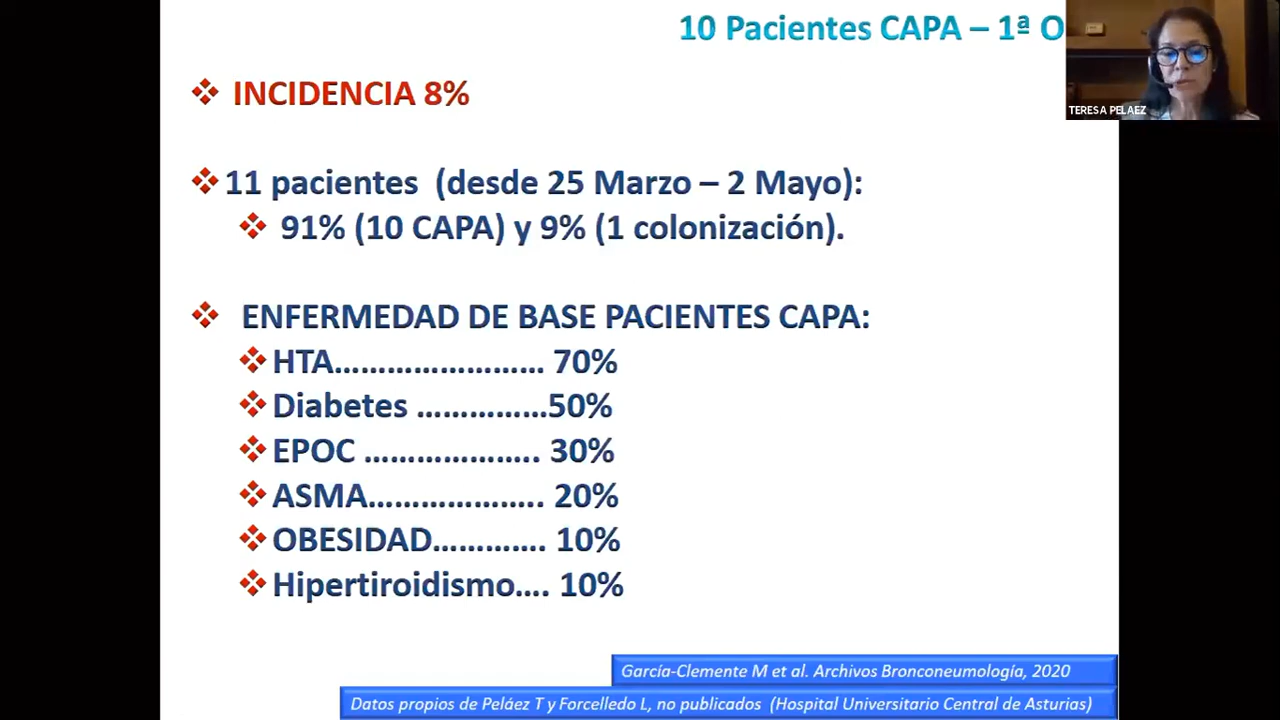 10 Pacientes CAPA – 1ª O
TERESA PELAEZ
❖ INCIDENCIA 8%
❖ 11 pacientes (desde 25 Marzo – 2 Mayo):
❖ 91% (10 CAPA) y 9% (1 colonización).
❖ ENFERMEDAD DE BASE PACIENTES CAPA:
❖ HTA…………………… 70%
❖ Diabetes ……………50%
❖ EPOC ……………….. 30%
❖ ASMA……………….. 20%
❖ OBESIDAD…………. 10%
❖ Hipertiroidismo…. 10%
García-Clemente M et al. Archivos Bronconeumología, 2020
Datos propios de Peláez T y Forcelledo L, no publicados (Hospital Universitario Central de Asturias)